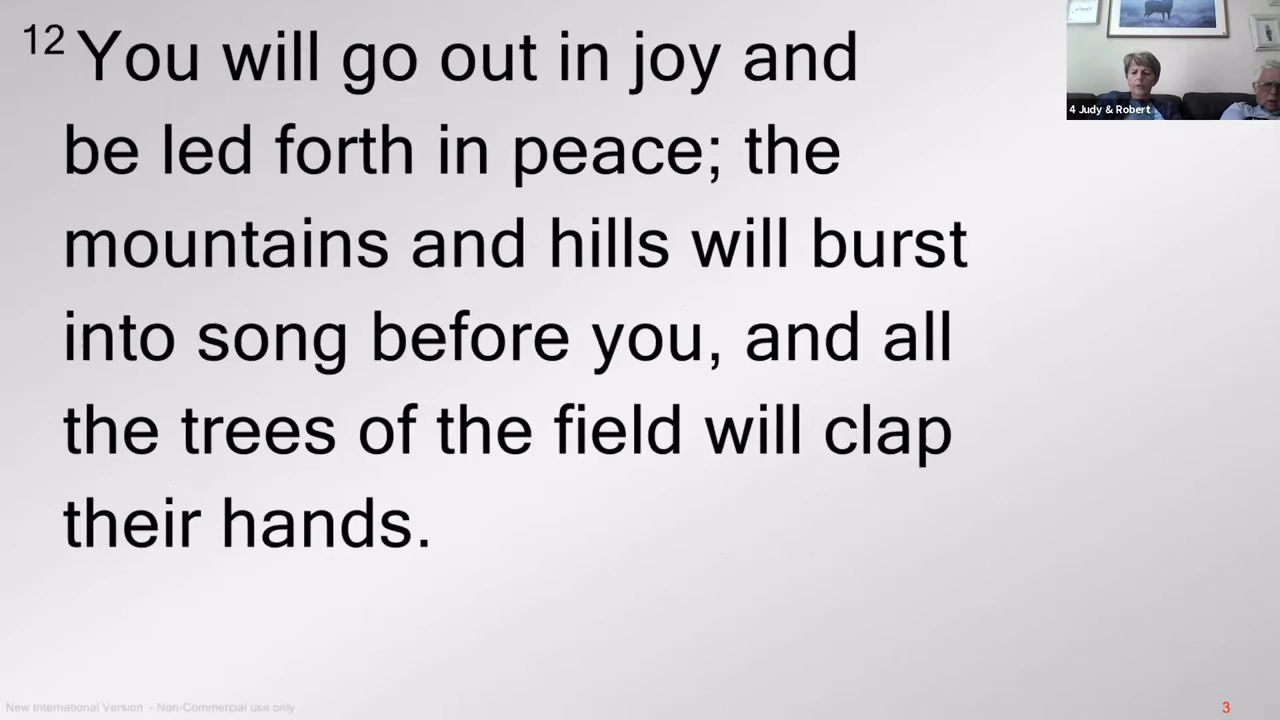 12 You will go out in joy and
be led forth in peace; the
mountains and hills will burst
into song before you, and all
the trees of the field will clap
their hands.
4 Judy & Robert
New International Version - Non-Commercial use only
3